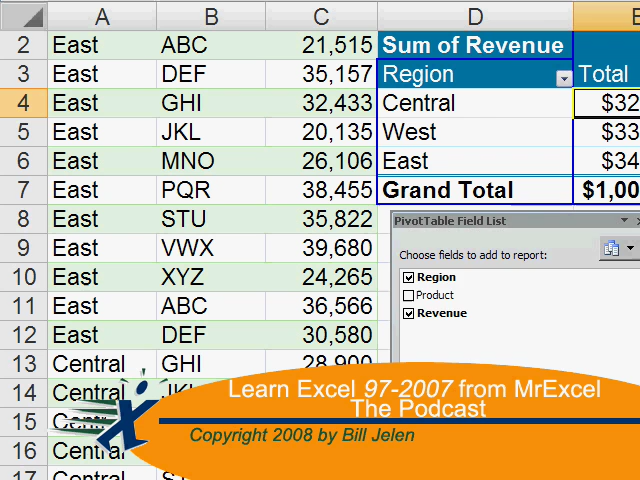 A B C D E
2 East ABC 21,515 Sum of Revenue
3 East DEF 35,157 Region Total
4 East GHI 32,433 Central $32
5 East JKL 20,135 West $33
6 East MNO 26,106 East $34
7 East PQR 38,455 Grand Total $1,00
8 East STU 35,822
PivotTable Field List
9 East VWX 39,680
Choose fields to add to report:
10 East XYZ 24,265
Region
Product
11 East ABC 36,566
Revenue
12 East DEF 30,580
13 Central GHI 28,900
14 Central JKL
Learn Excel 97-2007 from MrExcel
The Podcast
15 Central
Copyright 2008 by Bill Jelen
16 Central
17 Central